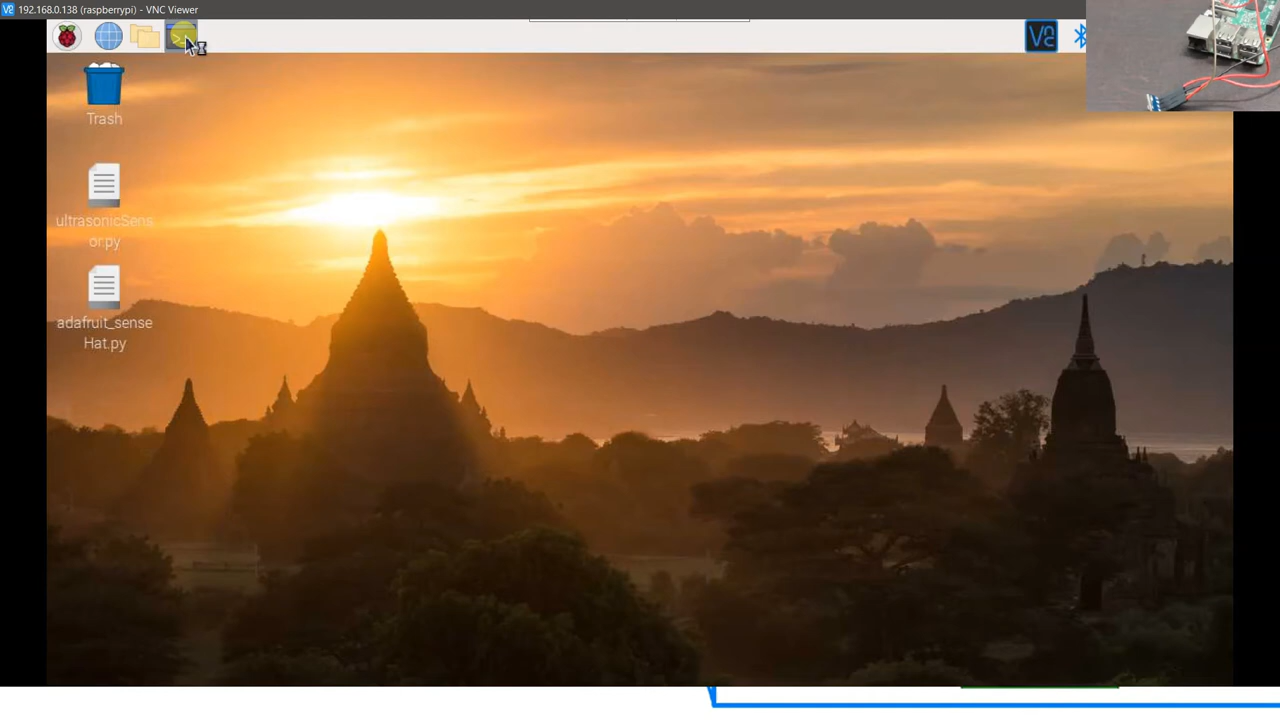 192.168.0.138 (raspberrypi) - VNC Viewer
Trash
ultrasonicSens
or.py
adafruit_sense
Hat.py